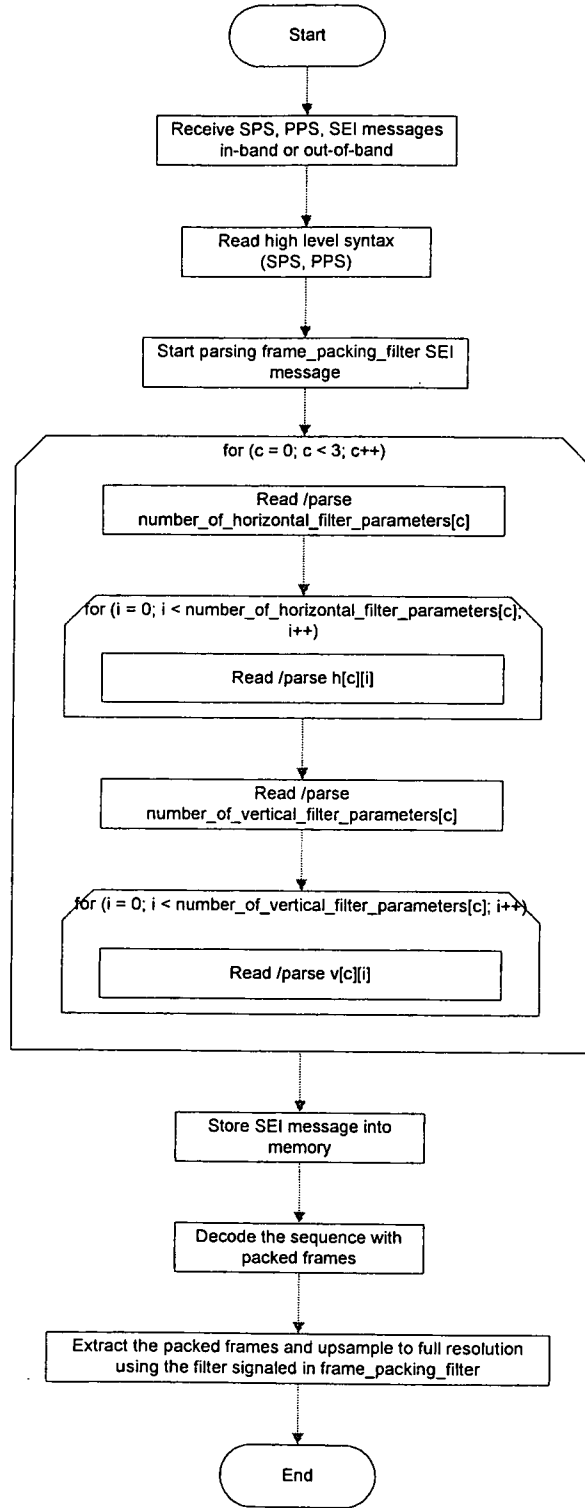 Start
Receive SPS, PPS, SEI messages
in-band or out-of-band
Read high level syntax
(SPS, PPS)
Start parsing frame_packing_filter SEI
message
for (c = 0; c < 3; c++)
Read /parse
number_of_horizontal_filter_parameters[c]
for (i = 0; i < number_of_horizontal_filter_parameters[c];
i++)
Read /parse h[c][i]
Read /parse
number_of_vertical_filter_parameters[c]
for (i = 0; i < number_of_vertical_filter_parameters[c]; i++)
Read /parse v[c][i]
Store SEI message into
memory
Decode the sequence with
packed frames
Extract the packed frames and upsample to full resolution
using the filter signaled in frame_packing_filter
End